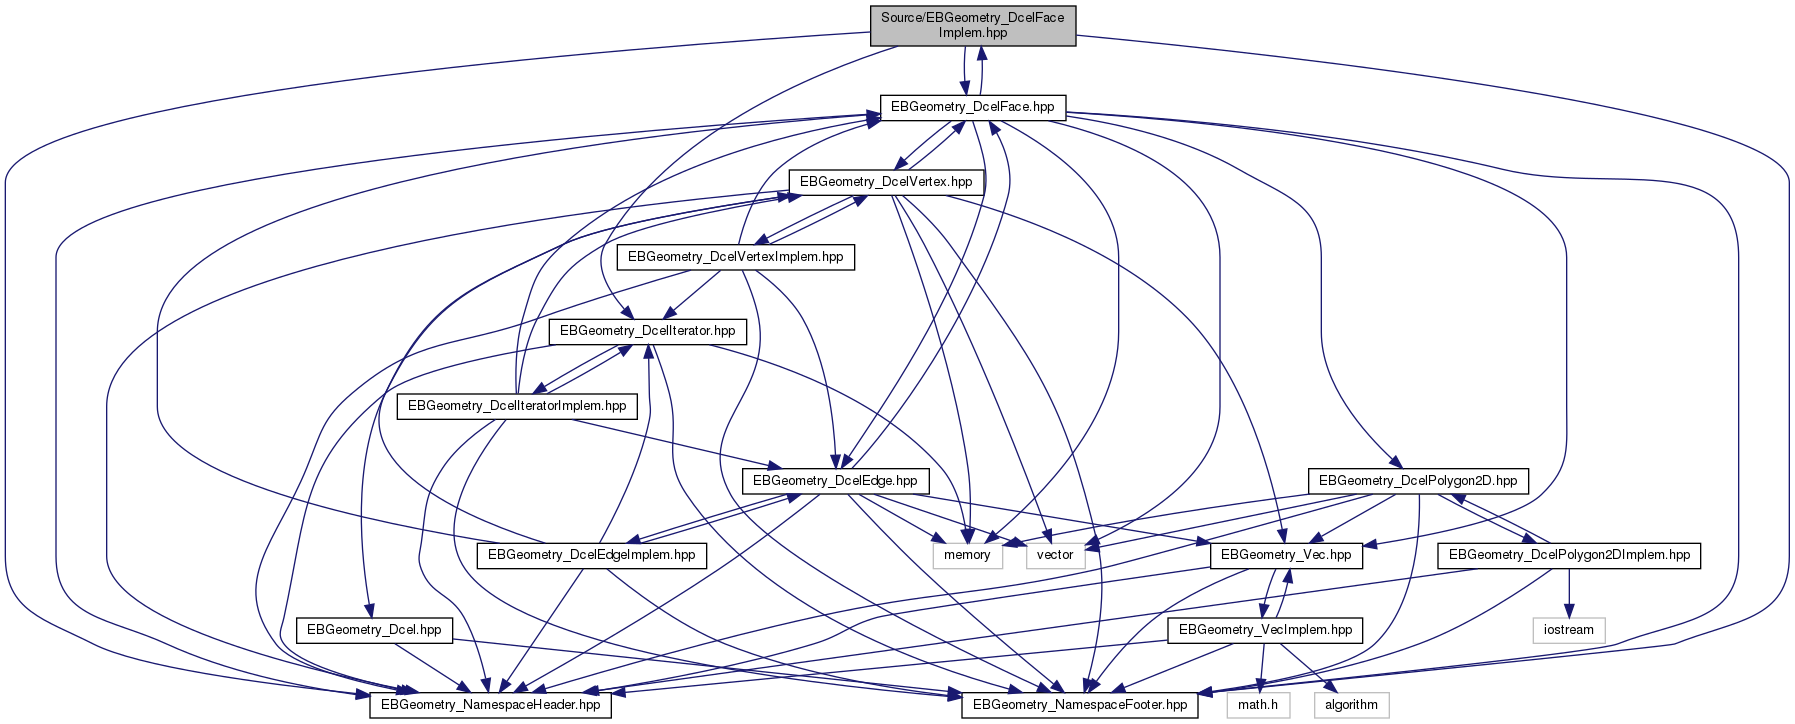 Source/EBGeometry_DcelFace
Implem.hpp
EBGeometry_DcelFace.hpp
EBGeometry_DcelVertex.hpp
EBGeometry_DcelVertexImplem.hpp
EBGeometry_DcelIterator.hpp
EBGeometry_DcelIteratorImplem.hpp
EBGeometry_DcelEdge.hpp
EBGeometry_DcelPolygon2D.hpp
EBGeometry_DcelEdgeImplem.hpp
memory
vector
EBGeometry_Vec.hpp
EBGeometry_DcelPolygon2DImplem.hpp
EBGeometry_Dcel.hpp
EBGeometry_VecImplem.hpp
iostream
EBGeometry_NamespaceHeader.hpp
EBGeometry_NamespaceFooter.hpp
math.h
algorithm